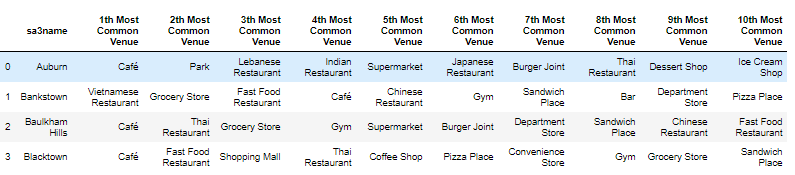 sa3name 1th Most Common Venue 2th Most Common Venue 3th Most Common Venue 4th Most Common Venue 5th Most Common Venue 6th Most Common Venue 7th Most Common Venue 8th Most Common Venue 9th Most Common Venue 10th Most Common Venue
0 Auburn Café Park Lebanese Restaurant Indian Restaurant Supermarket Japanese Restaurant Burger Joint Thai Restaurant Dessert Shop Ice Cream Shop
1 Bankstown Vietnamese Restaurant Grocery Store Fast Food Restaurant Café Chinese Restaurant Gym Sandwich Place Bar Department Store Pizza Place
2 Baulkham Hills Café Thai Restaurant Grocery Store Gym Supermarket Burger Joint Department Store Sandwich Place Chinese Restaurant Fast Food Restaurant
3 Blacktown Café Fast Food Restaurant Shopping Mall Thai Restaurant Coffee Shop Pizza Place Convenience Store Gym Grocery Store Sandwich Place